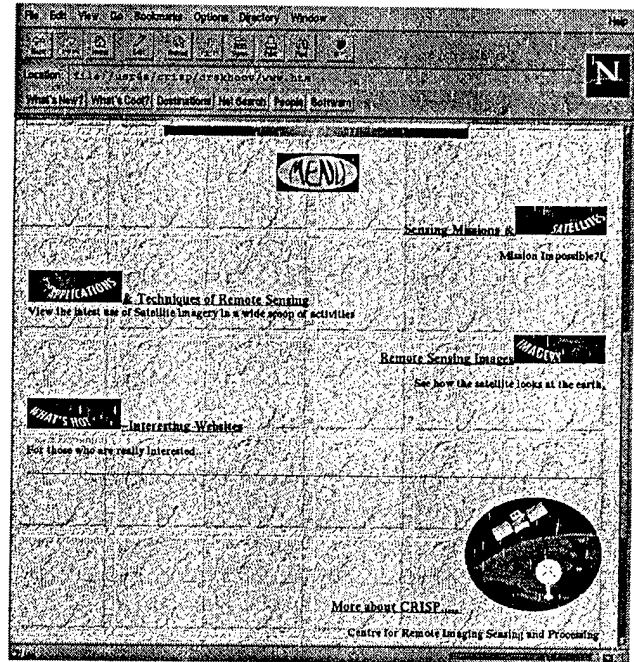 File Edit View Go Bookmarks Options Directory Window Help
N
What's New? What's Cool? Destinations Net Search People Software
MENU
Sensing Missions & SATELLITES
Mission Impossible?!
APPLICATIONS & Techniques of Remote Sensing
View the latest use of Satellite Imagery in a wide scoop of activities
Remote Sensing Images IMAGERY
See how the satellite looks at the earth
WHAT'S HOT Interesting Websites
For those who are really interested...
More about CRISP.....
Centre for Remote Imaging Sensing and Processing